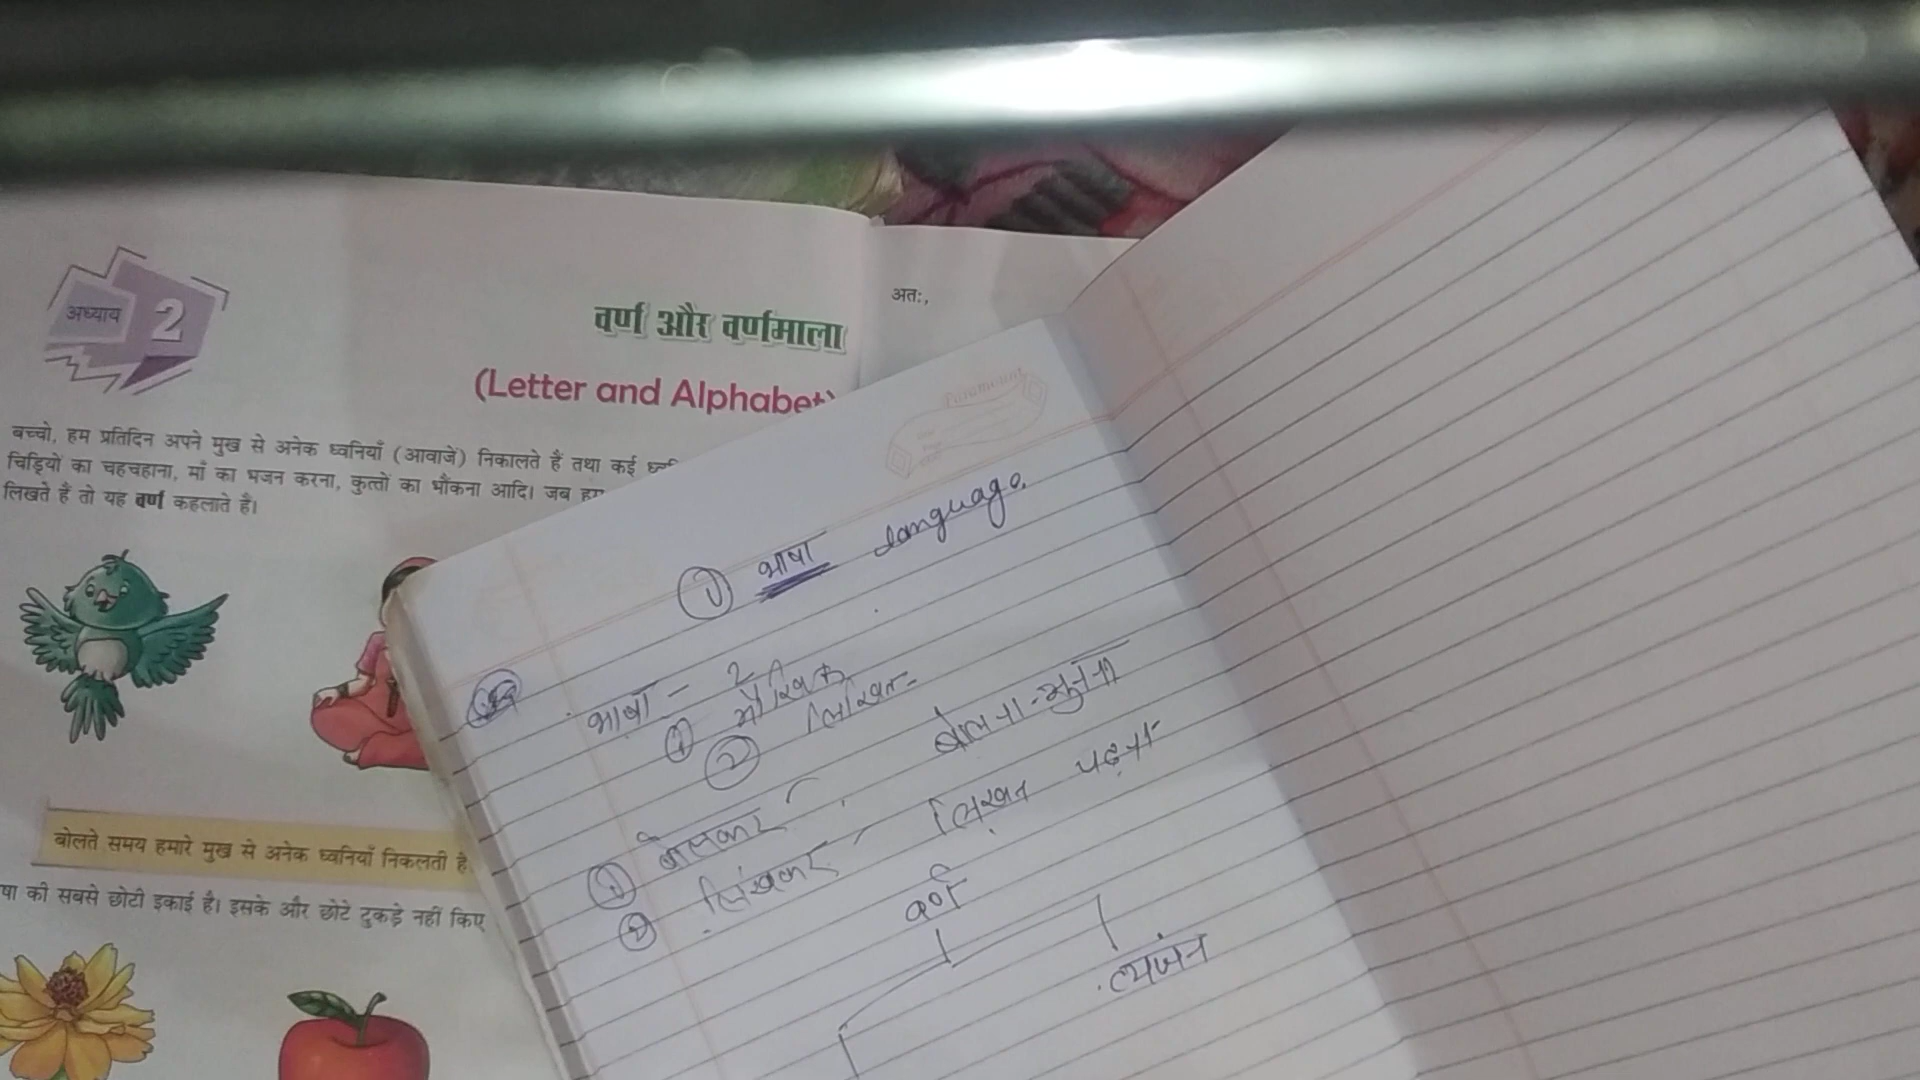 अध्याय 2
वर्ण और वर्णमाला
(Letter and Alphabet)
बच्चो, हम प्रतिदिन अपने मुख से अनेक ध्वनियाँ (आवाजें) निकालते हैं तथा कई
चिड़ियों का चहचहाना, माँ का भजन करना, कुत्तों का भौंकना आदि। जब हम
लिखते हैं तो यह वर्ण कहलाते हैं।
बोलते समय हमारे मुख से अनेक ध्वनियाँ निकलती है
षा की सबसे छोटी इकाई है। इसके और छोटे टुकड़े नहीं किए
अतः,
① भाषा language
भाषा - 2
① मौखिक
② लिखित -
बोलना - सुनना
① बोलकर
लिखन पढ़ना
② लिखकर
वर्ण
व्यजंन